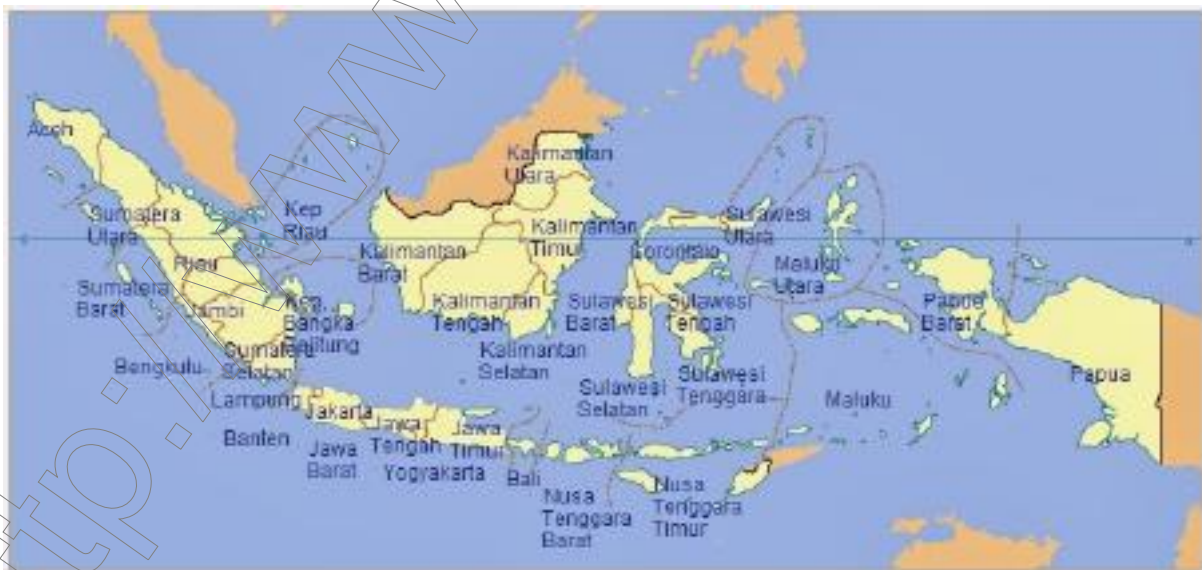 Aceh
Sumatera
Utara
Kep
Riau
Riau
Sumatera
Barat
Jambi
Kep.
Bangka
Belitung
Bengkulu
Sumatera
Selatan
Lampung
Banten
Jakarta
Jawa
Barat
Jawa
Tengah
Yogyakarta
Jawa
Timur
Bali
Nusa
Tenggara
Barat
Nusa
Tenggara
Timur
Kalimantan
Utara
Kalimantan
Timur
Kalimantan
Barat
Kalimantan
Tengah
Kalimantan
Selatan
Sulawesi
Utara
Gorontalo
Sulawesi
Barat
Sulawesi
Tengah
Sulawesi
Selatan
Sulawesi
Tenggara
Maluku
Utara
Maluku
Papua
Barat
Papua